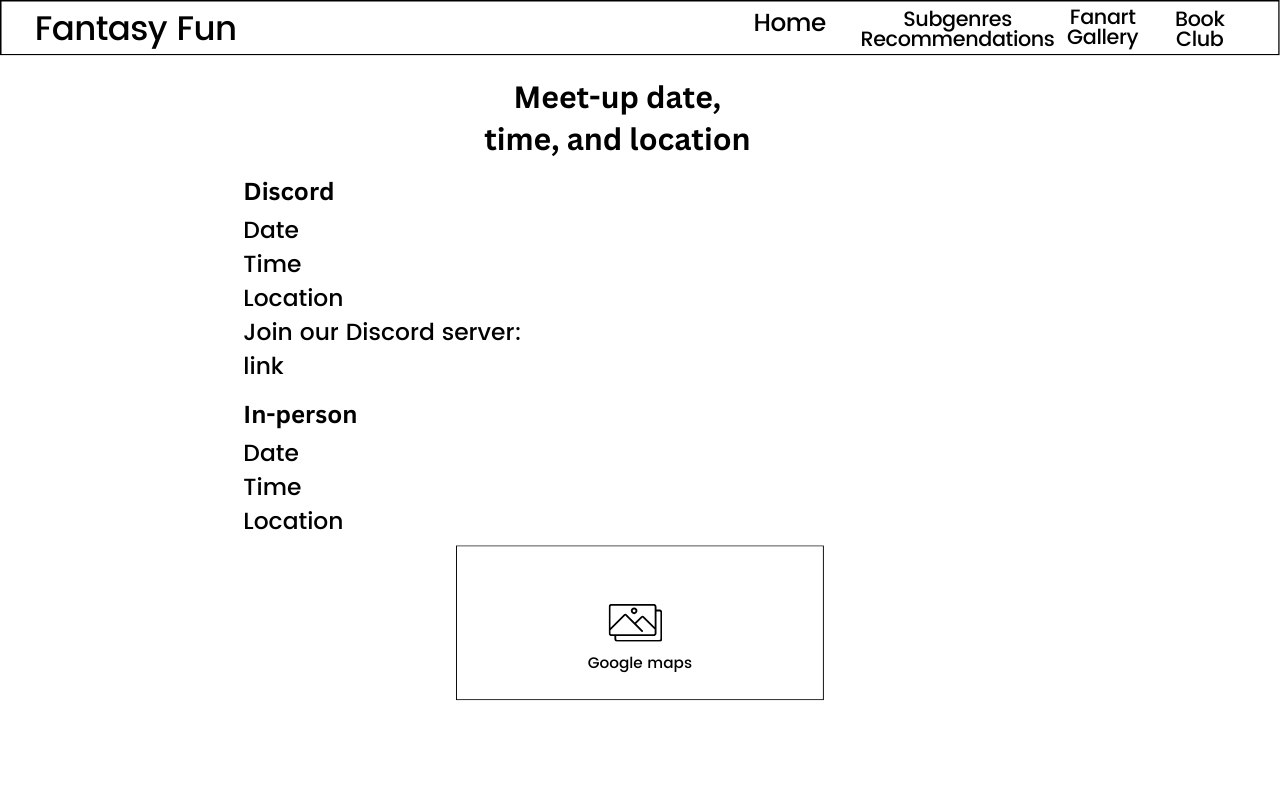 Fantasy Fun
Home
Subgenres
Recommendations
Fanart
Gallery
Book
Club
Meet-up date,
time, and location
Discord
Date
Time
Location
Join our Discord server:
link
In-person
Date
Time
Location
Google maps